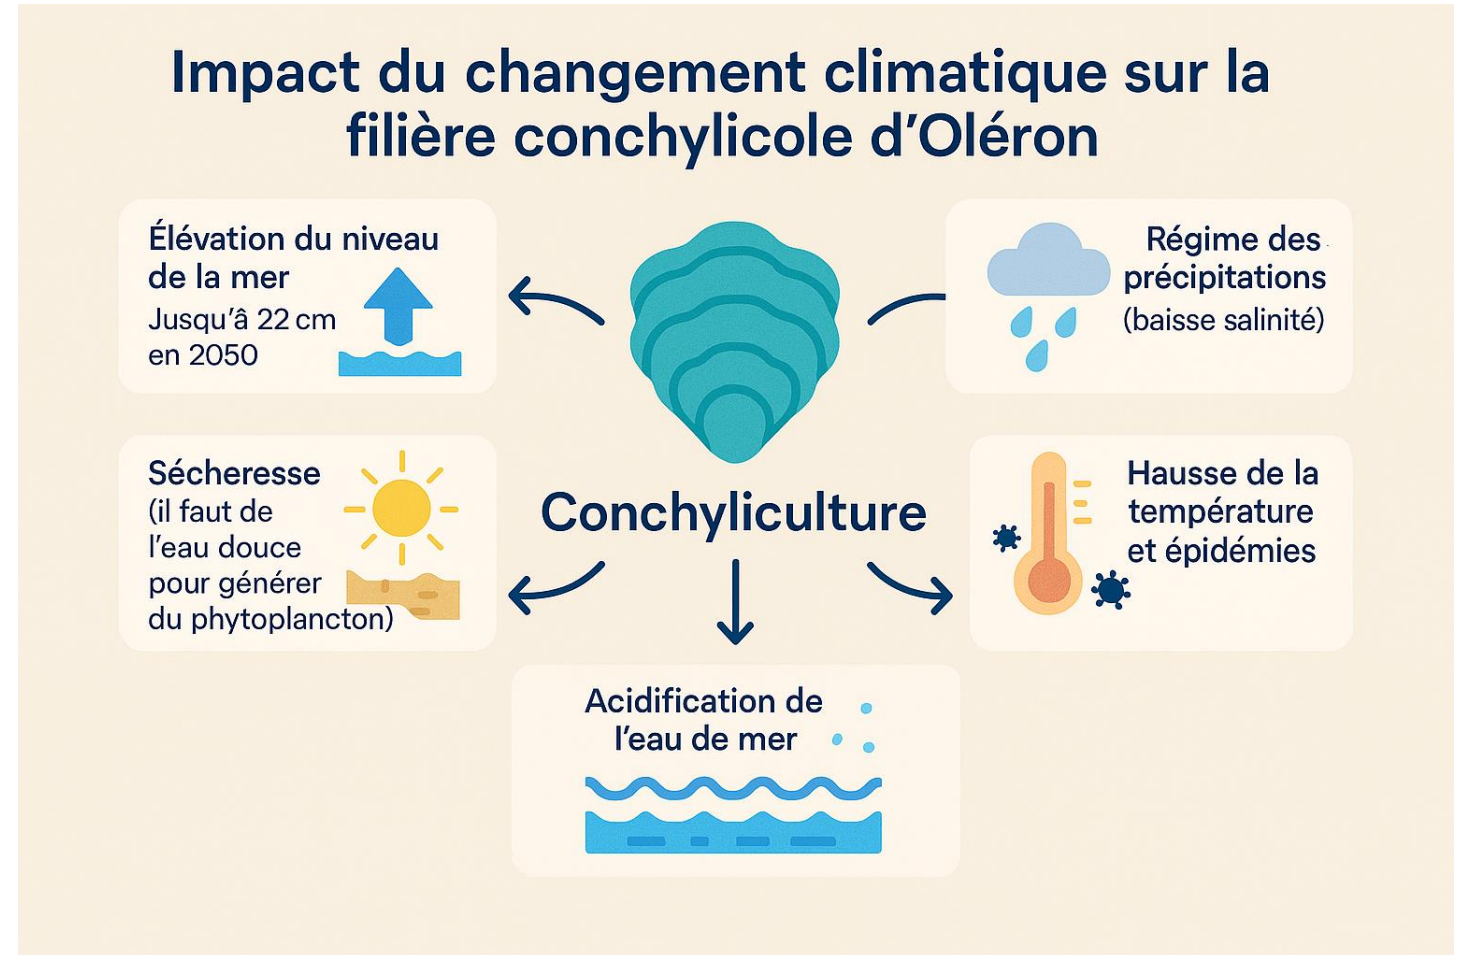 Impact du changement climatique sur la
filière conchylicole d'Oléron
Élévation du niveau
de la mer
Jusqu'â 22 cm
en 2050
Régime des
précipitations
(baisse salinité)
Sécheresse
(il faut de
l'eau douce
pour générer
du phytoplancton)
Conchyliculture
Hausse de la
température
et épidémies
Acidification de
l'eau de mer